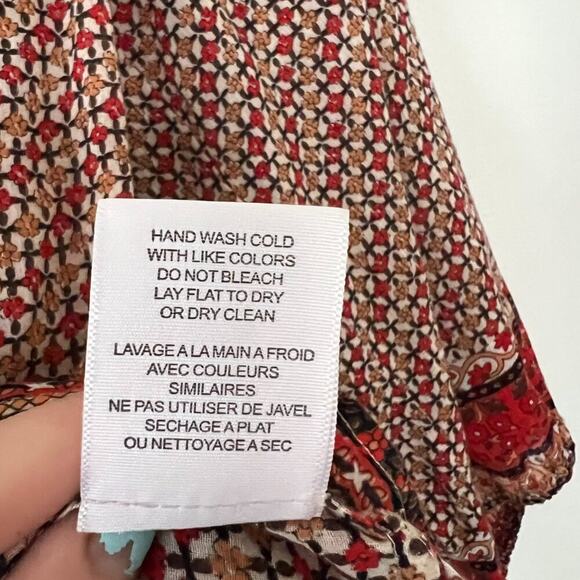 HAND WASH COLD
WITH LIKE COLORS
DO NOT BLEACH
LAY FLAT TO DRY
OR DRY CLEAN
LAVAGE A LA MAIN A FROID
AVEC COULEURS
SIMILAIRES
NE PAS UTILISER DE JAVEL
SECHAGE A PLAT
OU NETTOYAGE A SEC